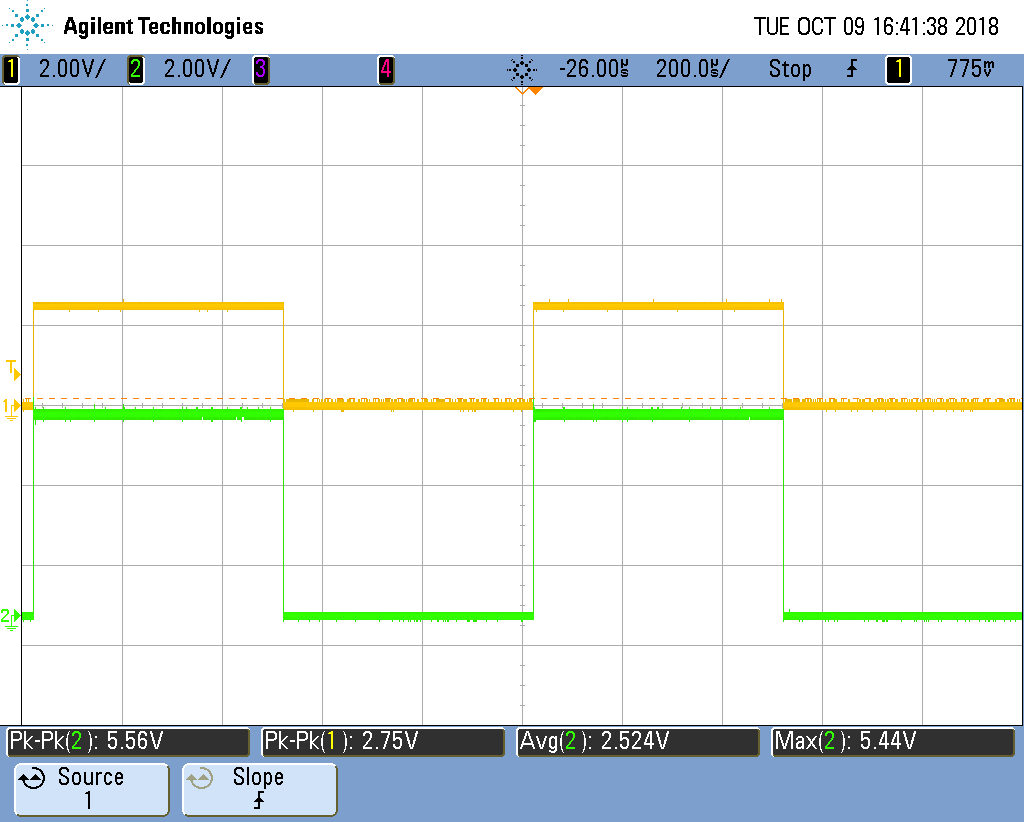 Agilent Technologies TUE OCT 09 16:41:38 2018
1 2.00V/ 2 2.00V/ 3 4 -26.00µs 200.0µs/ Stop 1 775mV
T
1
2
Pk-Pk(2): 5.56V Pk-Pk(1): 2.75V Avg(2): 2.524V Max(2): 5.44V
Source Slope
1